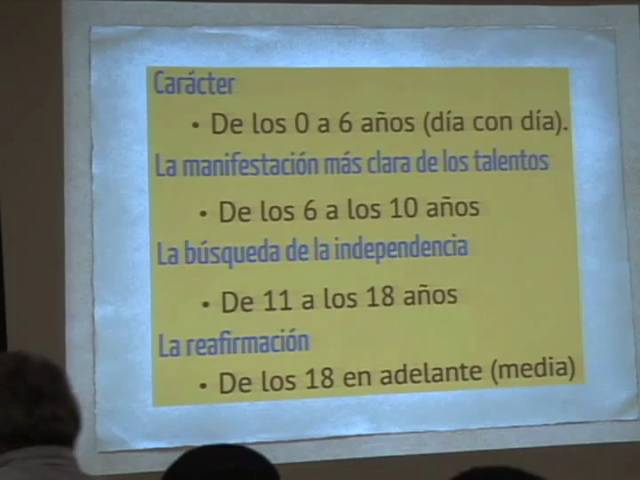 Carácter
• De los 0 a 6 años (día con día).
La manifestación más clara de los talentos
• De los 6 a los 10 años
La búsqueda de la independencia
• De 11 a los 18 años
La reafirmación
• De los 18 en adelante (media)